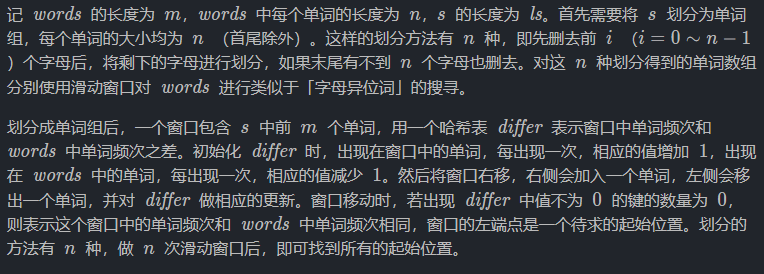 记 words 的长度为 m，words 中每个单词的长度为 n，s 的长度为 ls。首先需要将 s 划分为单词
组，每个单词的大小均为 n （首尾除外）。这样的划分方法有 n 种，即先删去前 i （i = 0 ∼ n − 1
）个字母后，将剩下的字母进行划分，如果末尾有不到 n 个字母也删去。对这 n 种划分得到的单词数组
分别使用滑动窗口对 words 进行类似于「字母异位词」的搜寻。
划分成单词组后，一个窗口包含 s 中前 m 个单词，用一个哈希表 differ 表示窗口中单词频次和
words 中单词频次之差。初始化 differ 时，出现在窗口中的单词，每出现一次，相应的值增加 1，出现
在 words 中的单词，每出现一次，相应的值减少 1。然后将窗口右移，右侧会加入一个单词，左侧会移
出一个单词，并对 differ 做相应的更新。窗口移动时，若出现 differ 中值不为 0 的键的数量为 0，
则表示这个窗口中的单词频次和 words 中单词频次相同，窗口的左端点是一个待求的起始位置。划分的
方法有 n 种，做 n 次滑动窗口后，即可找到所有的起始位置。